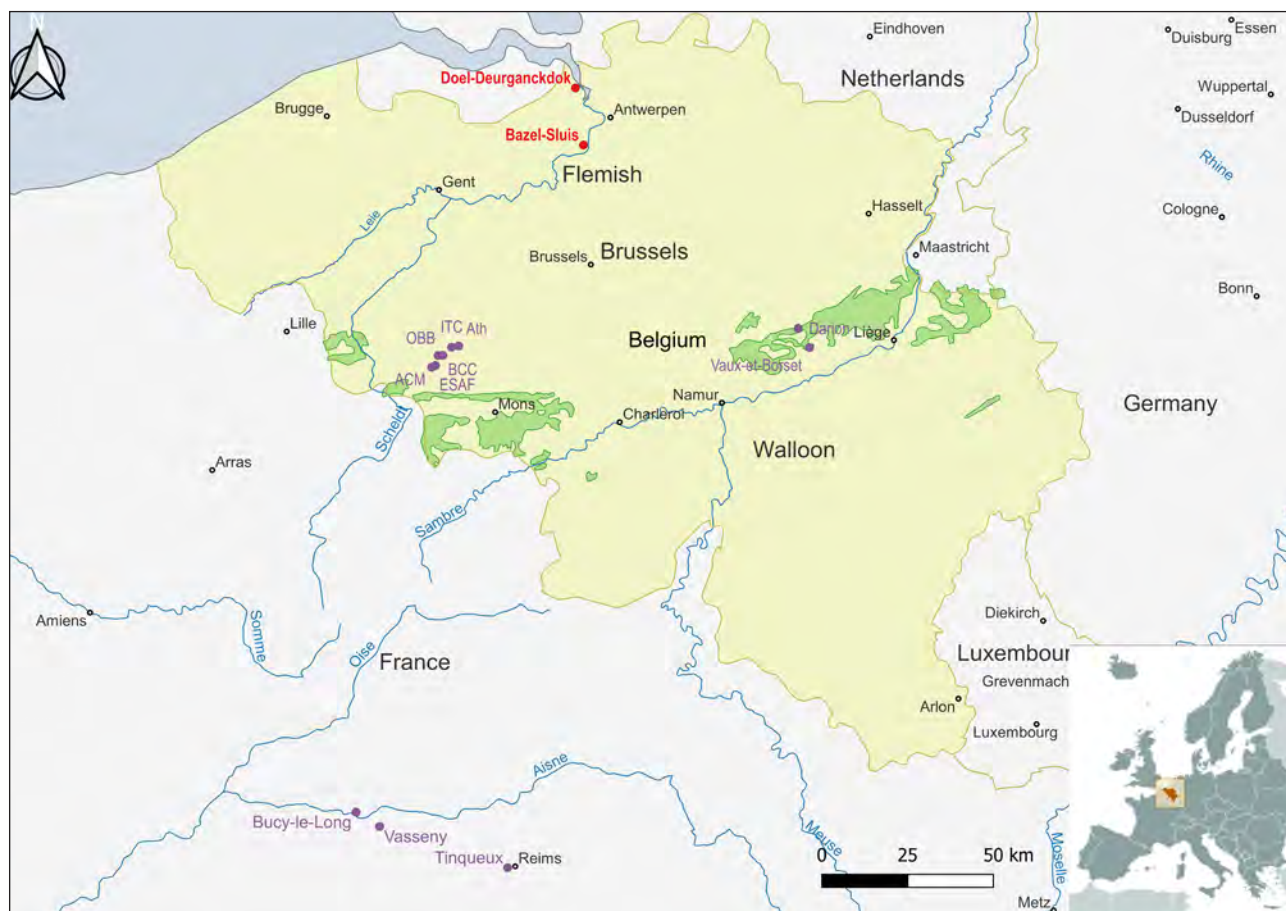 N
Eindhoven
Essen
Duisburg
Doel-Deurganckdok
Netherlands
Wuppertal
Brugge
Antwerpen
Dusseldorf
Bazel-Sluis
Rhine
Flemish
Gent
Leie
Hasselt
Cologne
Brussels
Brussels
Maastricht
Bonn
Lille
ITC Ath
OBB
Belgium
Darion
Liège
Vaux-et-Borset
BCC
ACM
ESAF
Namur
Mons
Charleroi
Germany
Scheldt
Walloon
Arras
Sambre
Amiens
Somme
Oise
France
Diekirch
Luxembour
Grevenmach
Arlon
Luxembourg
Aisne
Bucy-le-Long
Vasseny
Meuse
Moselle
Tinqueux
Reims
0 25 50 km
Metz